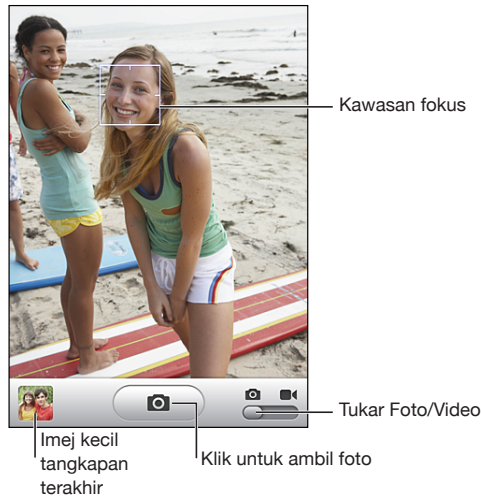 Kawasan fokus
Tukar Foto/Video
Klik untuk ambil foto
Imej kecil
tangkapan
terakhir